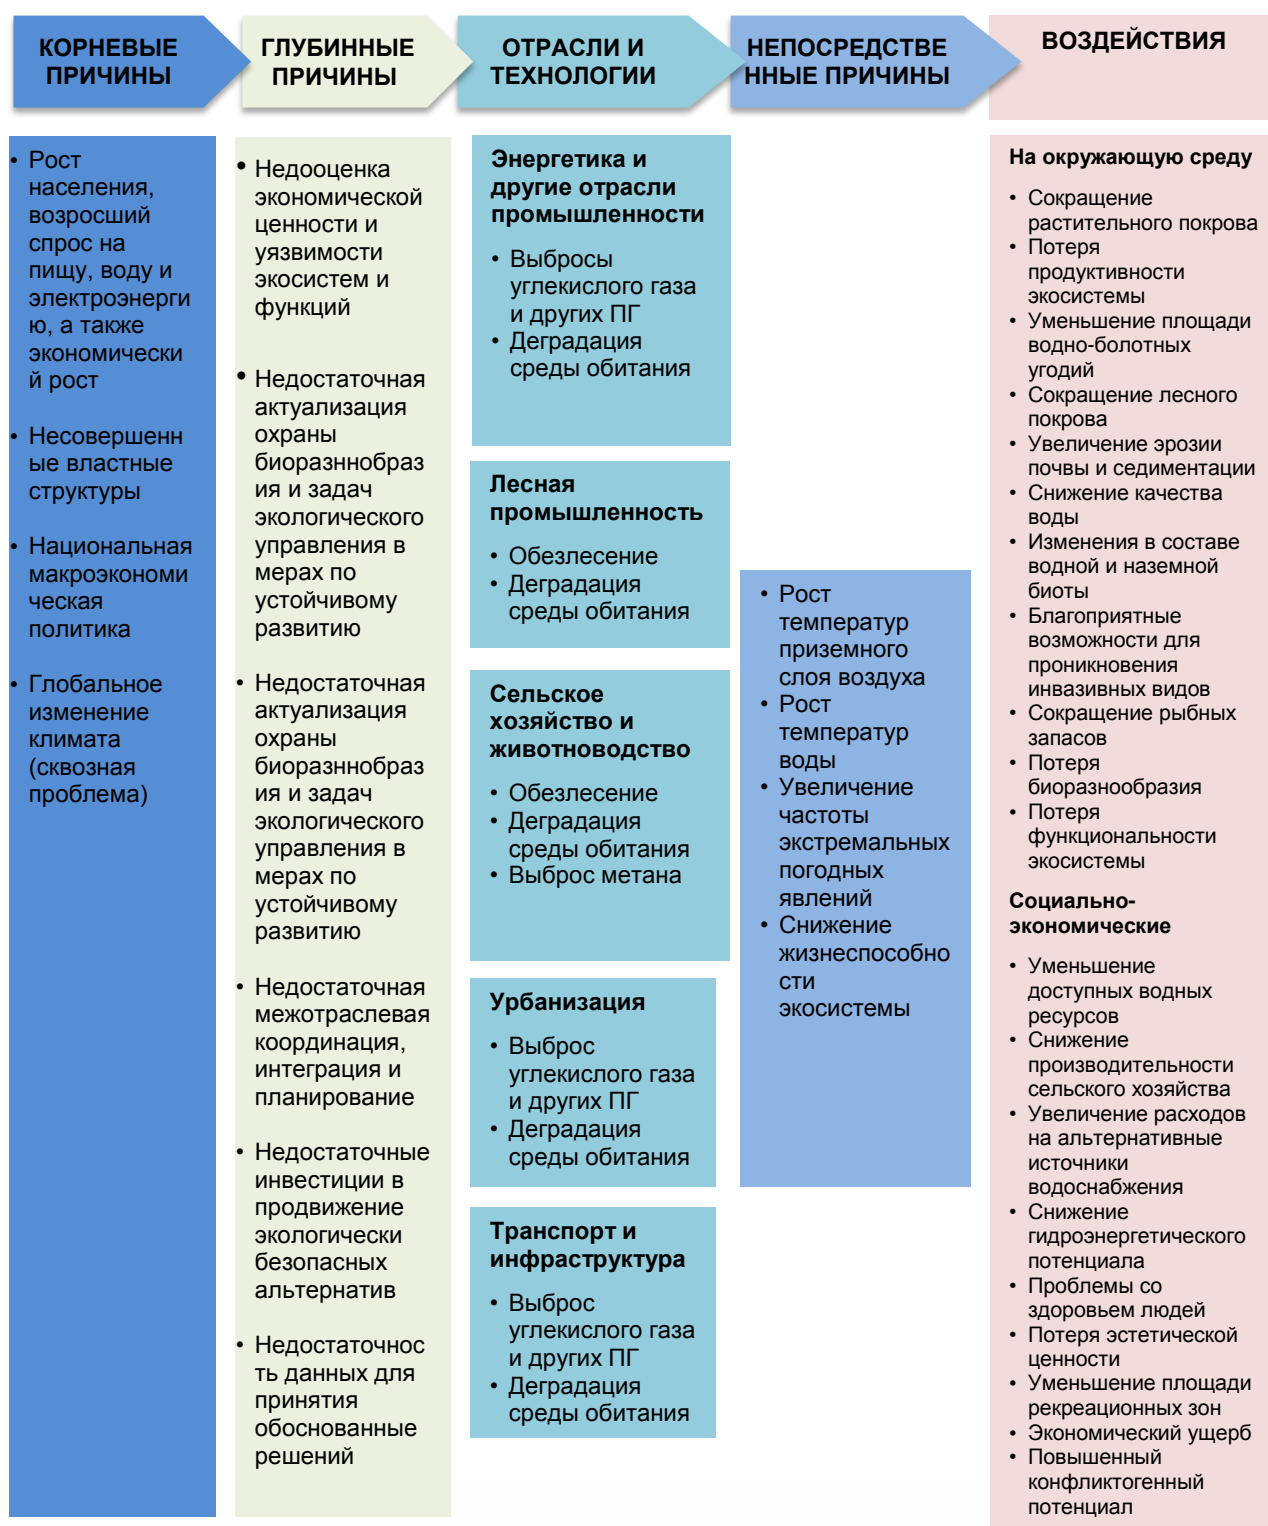 КОРНЕВЫЕ
ПРИЧИНЫ
ГЛУБИННЫЕ
ПРИЧИНЫ
ОТРАСЛИ И
ТЕХНОЛОГИИ
НЕПОСРЕДСТВЕ
ННЫЕ ПРИЧИНЫ
ВОЗДЕЙСТВИЯ
• Рост
населения,
возросший
спрос на
пищу, воду и
электроэнерги
ю, а также
экономически
й рост
• Несовершенн
ые властные
структуры
• Национальная
макроэкономи
ческая
политика
• Глобальное
изменение
климата
(сквозная
проблема)
• Недооценка
экономической
ценности и
уязвимости
экосистем и
функций
• Недостаточная
актуализация
охраны
биоразннобраз
ия и задач
экологического
управления в
мерах по
устойчивому
развитию
• Недостаточная
актуализация
охраны
биоразннобраз
ия и задач
экологического
управления в
мерах по
устойчивому
развитию
• Недостаточная
межотраслевая
координация,
интеграция и
планирование
• Недостаточные
инвестиции в
продвижение
экологически
безопасных
альтернатив
• Недостаточнос
ть данных для
принятия
обоснованные
решений
Энергетика и
другие отрасли
промышленности
• Выбросы
углекислого газа
и других ПГ
• Деградация
среды обитания
Лесная
промышленность
• Обезлесение
• Деградация
среды обитания
Сельское
хозяйство и
животноводство
• Обезлесение
• Деградация
среды обитания
• Выброс метана
Урбанизация
• Выброс
углекислого газа
и других ПГ
• Деградация
среды обитания
Транспорт и
инфраструктура
• Выброс
углекислого газа
и других ПГ
• Деградация
среды обитания
• Рост
температур
приземного
слоя воздуха
• Рост
температур
воды
• Увеличение
частоты
экстремальных
погодных
явлений
• Снижение
жизнеспособно
сти
экосистемы
На окружающую среду
• Сокращение
растительного покрова
• Потеря
продуктивности
экосистемы
• Уменьшение площади
водно-болотных
угодий
• Сокращение лесного
покрова
• Увеличение эрозии
почвы и седиментации
• Снижение качества
воды
• Изменения в составе
водной и наземной
биоты
• Благоприятные
возможности для
проникновения
инвазивных видов
• Сокращение рыбных
запасов
• Потеря
биоразнообразия
• Потеря
функциональности
экосистемы
Социально-
экономические
• Уменьшение
доступных водных
ресурсов
• Снижение
производительности
сельского хозяйства
• Увеличение расходов
на альтернативные
источники
водоснабжения
• Снижение
гидроэнергетического
потенциала
• Проблемы со
здоровьем людей
• Потеря эстетической
ценности
• Уменьшение площади
рекреационных зон
• Экономический ущерб
• Повышенный
конфликтогенный
потенциал